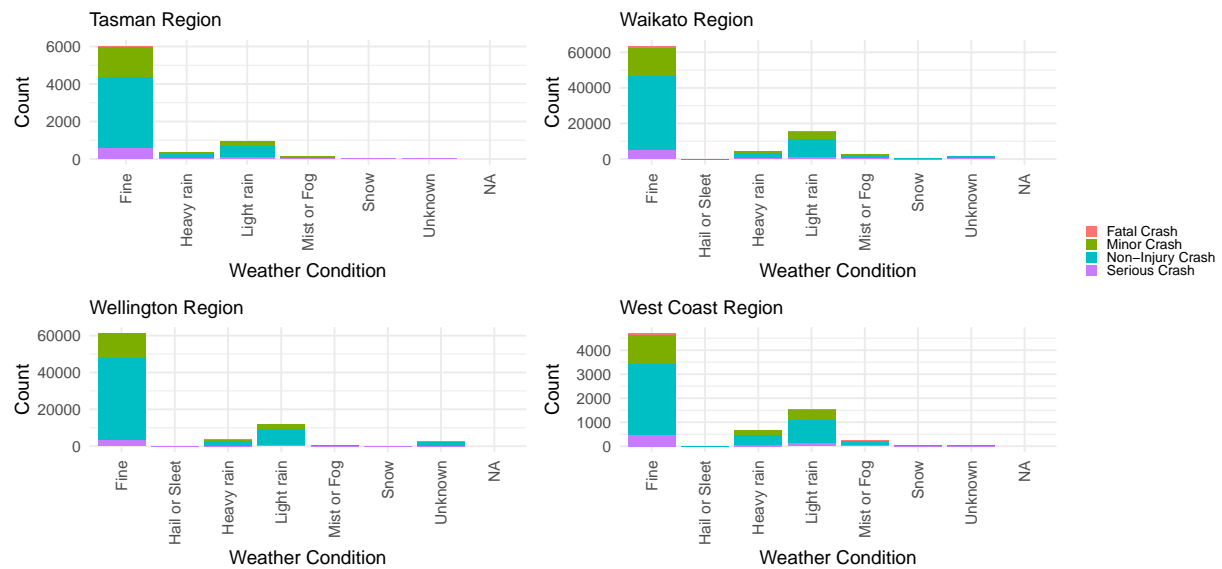 Tasman Region
Count
6000
4000
2000
0
Fine
Heavy rain
Light rain
Mist or Fog
Snow
Unknown
NA
Weather Condition
Waikato Region
Count
60000
40000
20000
0
Fine
Hail or Sleet
Heavy rain
Light rain
Mist or Fog
Snow
Unknown
NA
Weather Condition
Fatal Crash
Minor Crash
Non−Injury Crash
Serious Crash
Wellington Region
Count
60000
40000
20000
0
Fine
Hail or Sleet
Heavy rain
Light rain
Mist or Fog
Snow
Unknown
NA
Weather Condition
West Coast Region
Count
4000
3000
2000
1000
0
Fine
Hail or Sleet
Heavy rain
Light rain
Mist or Fog
Snow
Unknown
NA
Weather Condition